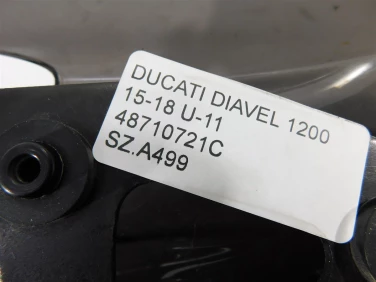 DUCATI DIAVEL 1200
15-18 U-11
48710721C
SZ.A499